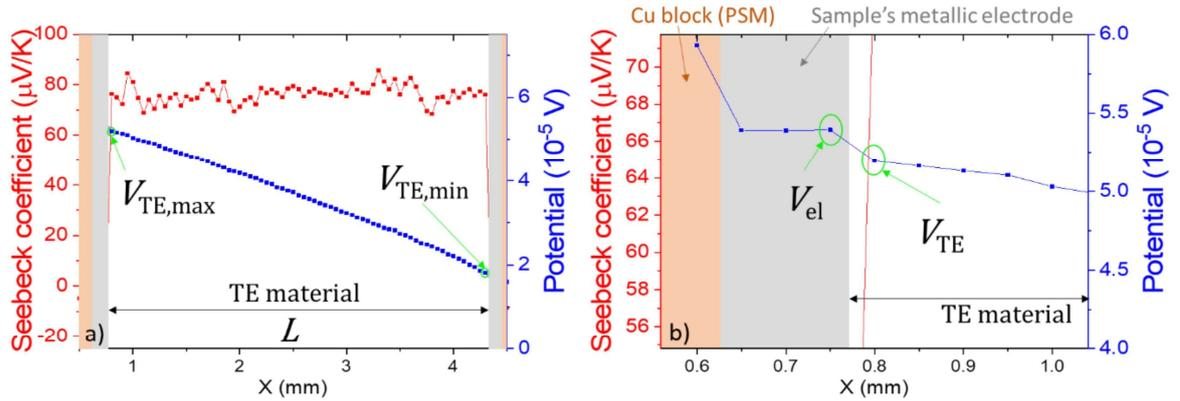 Cu block (PSM)
Sample's metallic electrode
Seebeck coefficient (μV/K)
100
80
60
40
20
0
-20
V_TE,max
V_TE,min
TE material
L
a)
1
2
3
4
X (mm)
6
4
2
0
Potential (10⁻⁵ V)
Seebeck coefficient (μV/K)
70
68
66
64
62
60
58
56
V_el
V_TE
TE material
b)
0.6
0.7
0.8
0.9
1.0
X (mm)
6.0
5.5
5.0
4.5
4.0
Potential (10⁻⁵ V)